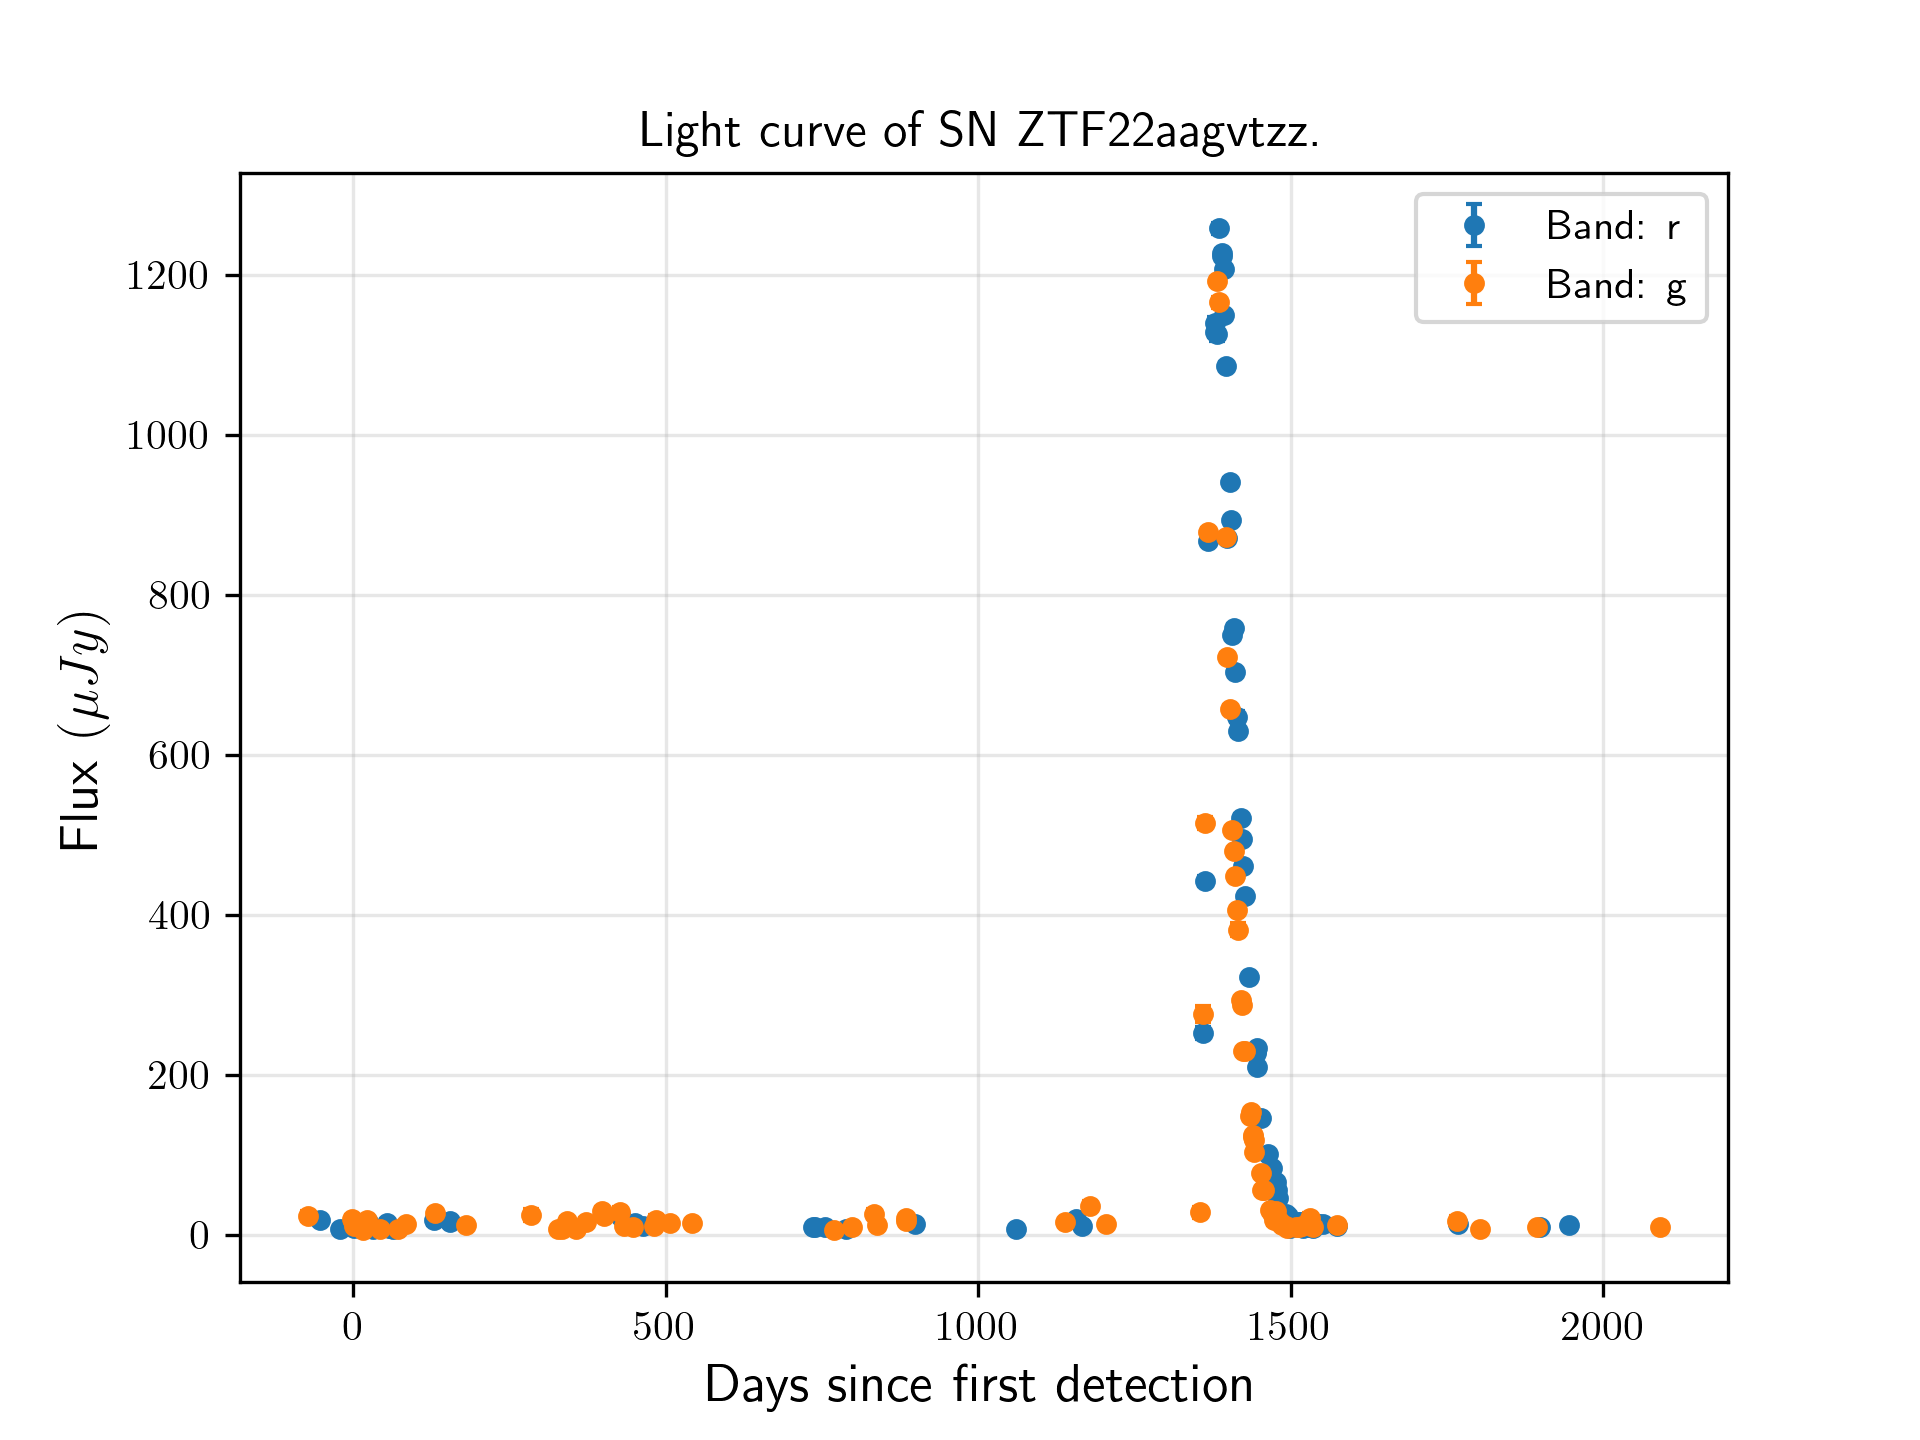 Light curve of SN ZTF22aagvtzz.
Band: r
Band: g
1200
1000
800
600
400
200
0
Flux (μJy)
0 500 1000 1500 2000
Days since first detection